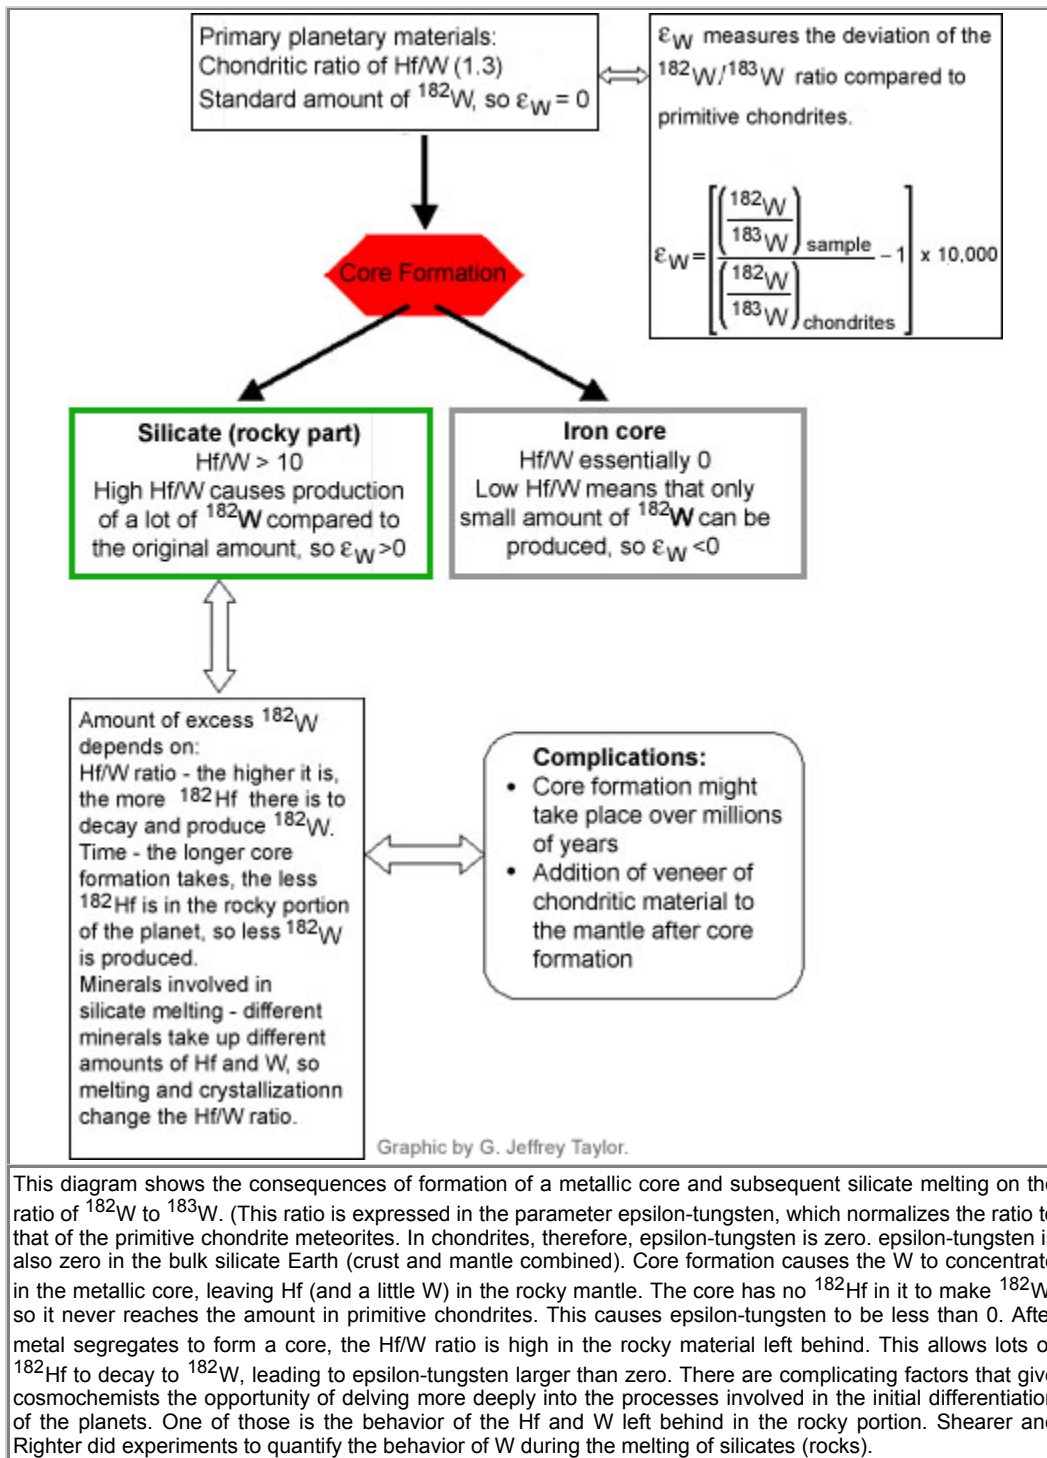 Primary planetary materials:
Chondritic ratio of Hf/W (1.3)
Standard amount of ¹⁸²W, so εW = 0
εW measures the deviation of the
¹⁸²W/¹⁸³W ratio compared to
primitive chondrites.
εW = [ (¹⁸²W/¹⁸³W) sample / (¹⁸²W/¹⁸³W) chondrites − 1 ] x 10,000
Core Formation
Silicate (rocky part)
Hf/W > 10
High Hf/W causes production
of a lot of ¹⁸²W compared to
the original amount, so εW >0
Iron core
Hf/W essentially 0
Low Hf/W means that only
small amount of ¹⁸²W can be
produced, so εW <0
Amount of excess ¹⁸²W
depends on:
Hf/W ratio - the higher it is,
the more ¹⁸²Hf there is to
decay and produce ¹⁸²W.
Time - the longer core
formation takes, the less
¹⁸²Hf is in the rocky portion
of the planet, so less ¹⁸²W
is produced.
Minerals involved in
silicate melting - different
minerals take up different
amounts of Hf and W, so
melting and crystallizationn
change the Hf/W ratio.
Complications:
• Core formation might
take place over millions
of years
• Addition of veneer of
chondritic material to
the mantle after core
formation
Graphic by G. Jeffrey Taylor.
This diagram shows the consequences of formation of a metallic core and subsequent silicate melting on the
ratio of ¹⁸²W to ¹⁸³W. (This ratio is expressed in the parameter epsilon-tungsten, which normalizes the ratio t
that of the primitive chondrite meteorites. In chondrites, therefore, epsilon-tungsten is zero. epsilon-tungsten i
also zero in the bulk silicate Earth (crust and mantle combined). Core formation causes the W to concentrat
in the metallic core, leaving Hf (and a little W) in the rocky mantle. The core has no ¹⁸²Hf in it to make ¹⁸²W
so it never reaches the amount in primitive chondrites. This causes epsilon-tungsten to be less than 0. Afte
metal segregates to form a core, the Hf/W ratio is high in the rocky material left behind. This allows lots o
¹⁸²Hf to decay to ¹⁸²W, leading to epsilon-tungsten larger than zero. There are complicating factors that giv
cosmochemists the opportunity of delving more deeply into the processes involved in the initial differentiation
of the planets. One of those is the behavior of the Hf and W left behind in the rocky portion. Shearer an
Righter did experiments to quantify the behavior of W during the melting of silicates (rocks).